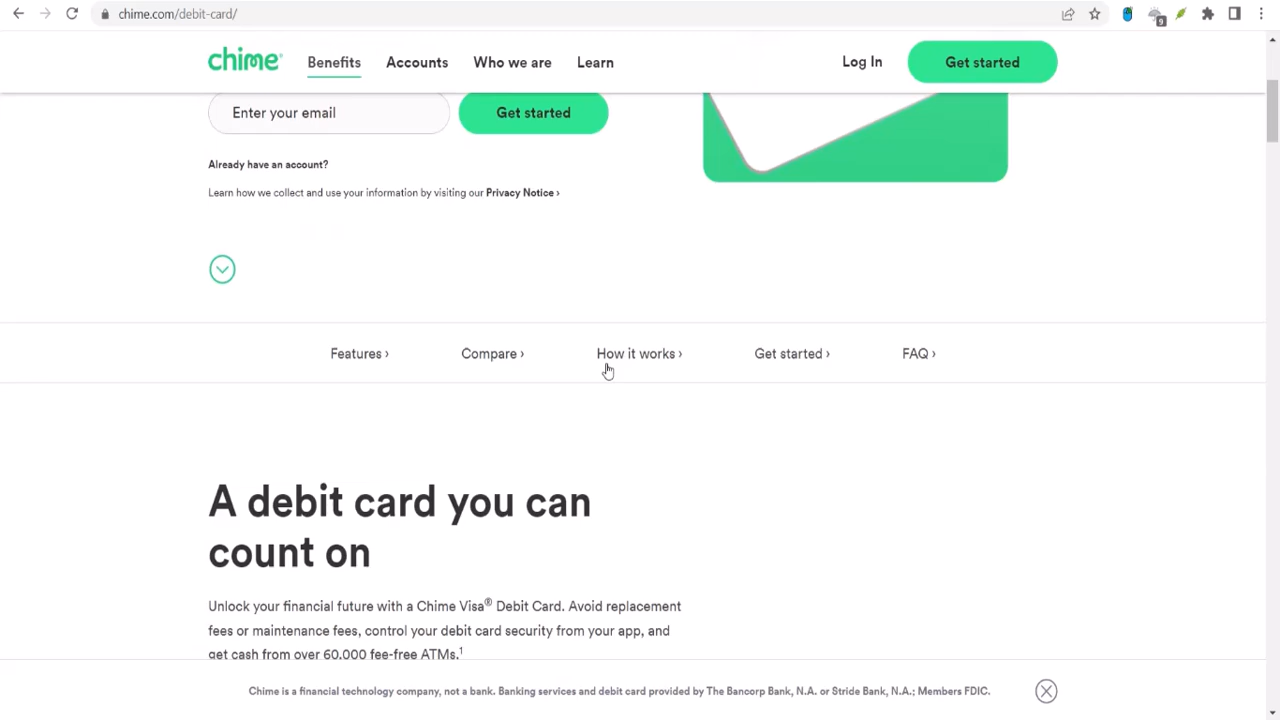 chime.com/debit-card/
9
chime
Benefits
Accounts
Who we are
Learn
Log In
Get started
Enter your email
Get started
Already have an account?
Learn how we collect and use your information by visiting our Privacy Notice ›
Features ›
Compare ›
How it works ›
Get started ›
FAQ ›
A debit card you can
count on
Unlock your financial future with a Chime Visa® Debit Card. Avoid replacement
fees or maintenance fees, control your debit card security from your app, and
get cash from over 60,000 fee-free ATMs.¹
Chime is a financial technology company, not a bank. Banking services and debit card provided by The Bancorp Bank, N.A. or Stride Bank, N.A.; Members FDIC.